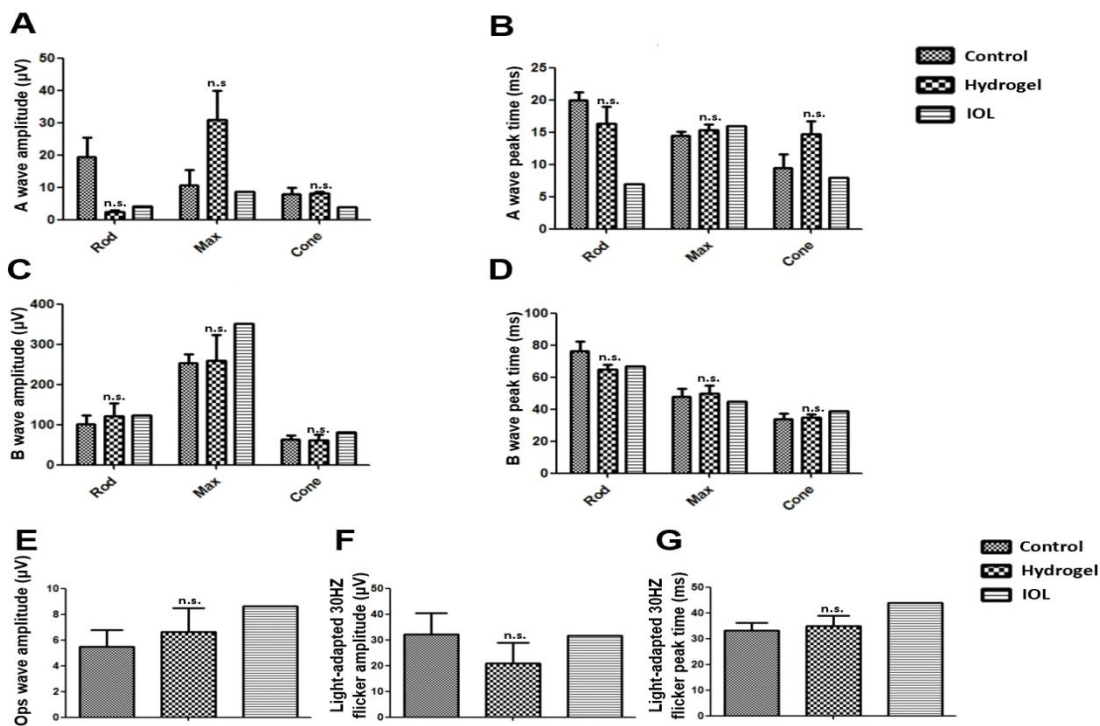 A
A wave amplitude (µV)
50
40
30
20
10
0
n.s.
n.s
n.s.
Rod
Max
Cone
B
A wave peak time (ms)
25
20
15
10
5
0
n.s.
n.s.
n.s.
Rod
Max
Cone
Control
Hydrogel
IOL
C
B wave amplitude (µV)
400
300
200
100
0
n.s.
n.s.
n.s.
Rod
Max
Cone
D
B wave peak time (ms)
100
80
60
40
20
0
n.s.
n.s.
n.s.
Rod
Max
Cone
E
Ops wave amplitude (µV)
10
8
6
4
2
0
n.s.
F
Light-adapted 30HZ
flicker amplitude (µV)
50
40
30
20
10
0
n.s.
G
Light-adapted 30HZ
flicker peak time (ms)
50
40
30
20
10
0
n.s.
Control
Hydrogel
IOL